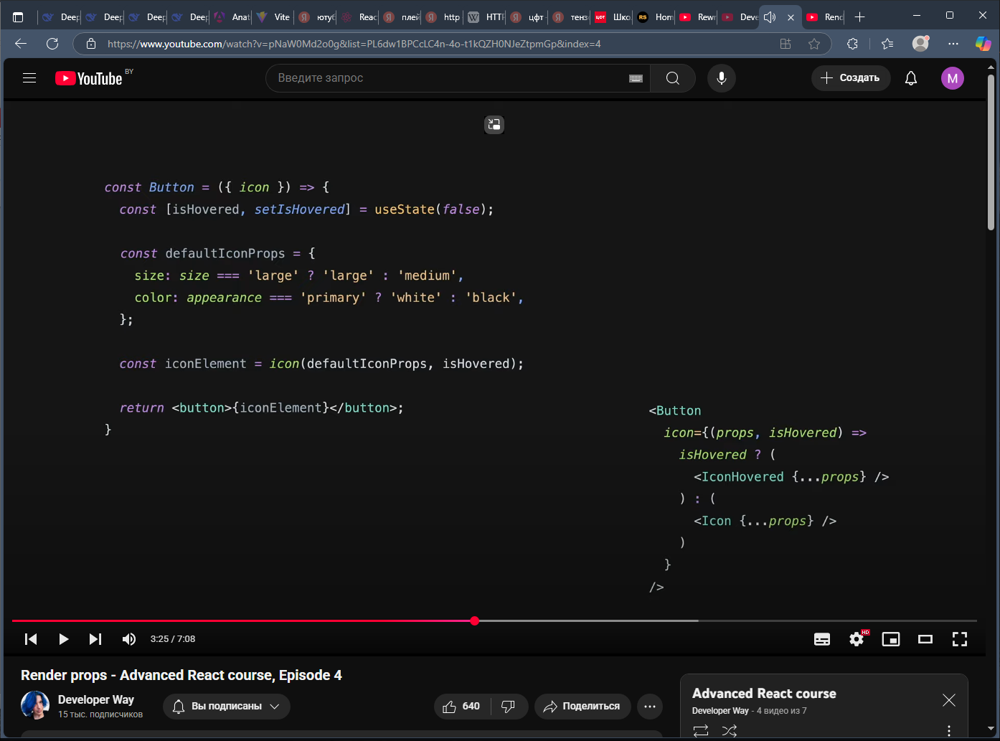 Deep
Deep
Deep
Deep
Anat
Vite
ютуб
Reac
плей
http
HTTP
цфт -
тенз
ЦФТ
Шко
RS
Hom
Rewr
Deve
Rend
https://www.youtube.com/watch?v=pNaW0Md2o0g&list=PL6dw1BPCcLC4n-4o-t1kQZH0NJeZtpmGp&index=4
YouTube BY
Введите запрос
Создать
M
const Button = ({ icon }) => {
const [isHovered, setIsHovered] = useState(false);
const defaultIconProps = {
size: size === 'large' ? 'large' : 'medium',
color: appearance === 'primary' ? 'white' : 'black',
};
const iconElement = icon(defaultIconProps, isHovered);
return <button>{iconElement}</button>;
}
<Button
icon={(props, isHovered) =>
isHovered ? (
<IconHovered {...props} />
) : (
<Icon {...props} />
)
}
/>
3:25 / 7:08
HD
Render props - Advanced React course, Episode 4
Developer Way
15 тыс. подписчиков
Вы подписаны
640
Поделиться
Advanced React course
Developer Way - 4 видео из 7